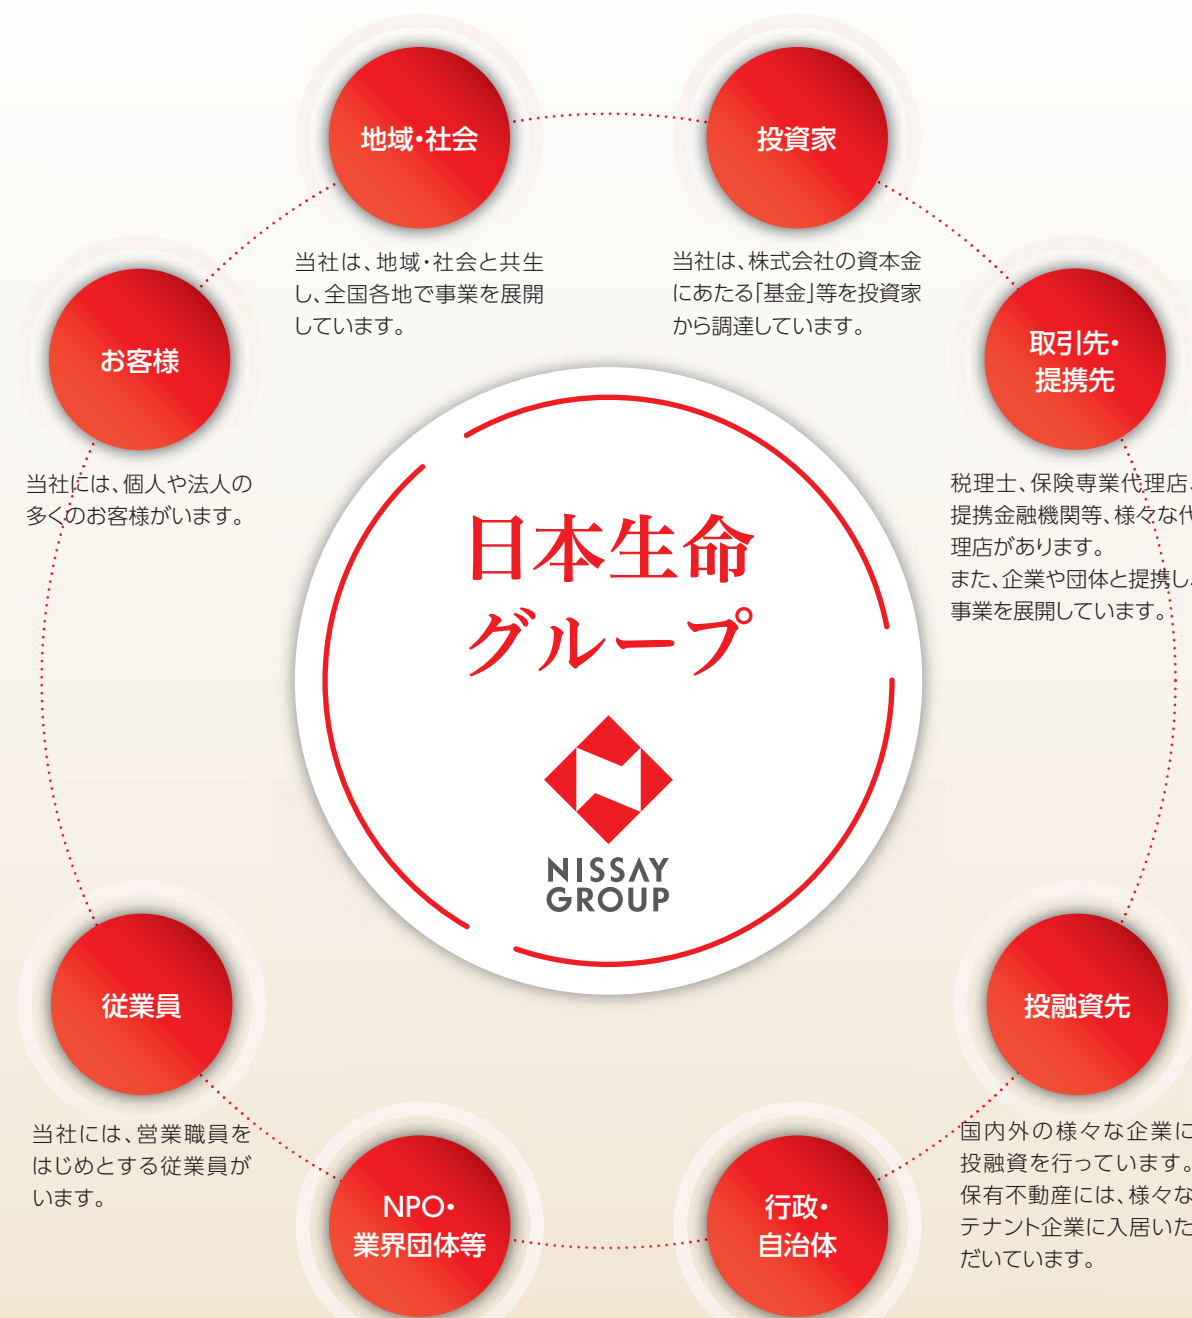 地域・社会
当社は、地域・社会と共生
し、全国各地で事業を展開
しています。
投資家
当社は、株式会社の資本金
にあたる「基金」等を投資家
から調達しています。
お客様
当社には、個人や法人の
多くのお客様がいます。
取引先・
提携先
税理士、保険専業代理店、
提携金融機関等、様々な代
理店があります。
また、企業や団体と提携し、
事業を展開しています。
日本生命
グループ
NISSAY
GROUP
従業員
当社には、営業職員を
はじめとする従業員が
います。
投融資先
国内外の様々な企業に
投融資を行っています。
保有不動産には、様々な
テナント企業に入居いた
だいています。
NPO・
業界団体等
行政・
自治体